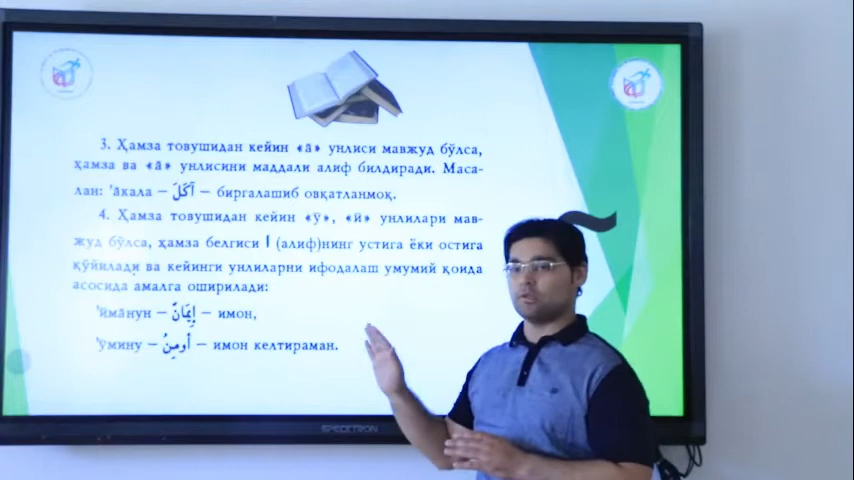 3. Ҳамза товушидан кейин «ā» унлиси мавжуд бўлса,
ҳамза ва «ā» унлисини маддали алиф билдиради. Маса-
лан: ’āкала – آكَلَ – биргалашиб овқатланмоқ.
4. Ҳамза товушидан кейин «ӯ», «ӣ» унлилари мав-
жуд бўлса, ҳамза белгиси ا (алиф)нинг устига ёки остига
қўйилади ва кейинги унлиларни ифодалаш умумий қоида
асосида амалга оширилади:
’ӣмāнун – إِيمَانٌ – имон,
’ӯмину – أُومِنُ – имон келтираман.
SPECKTRON